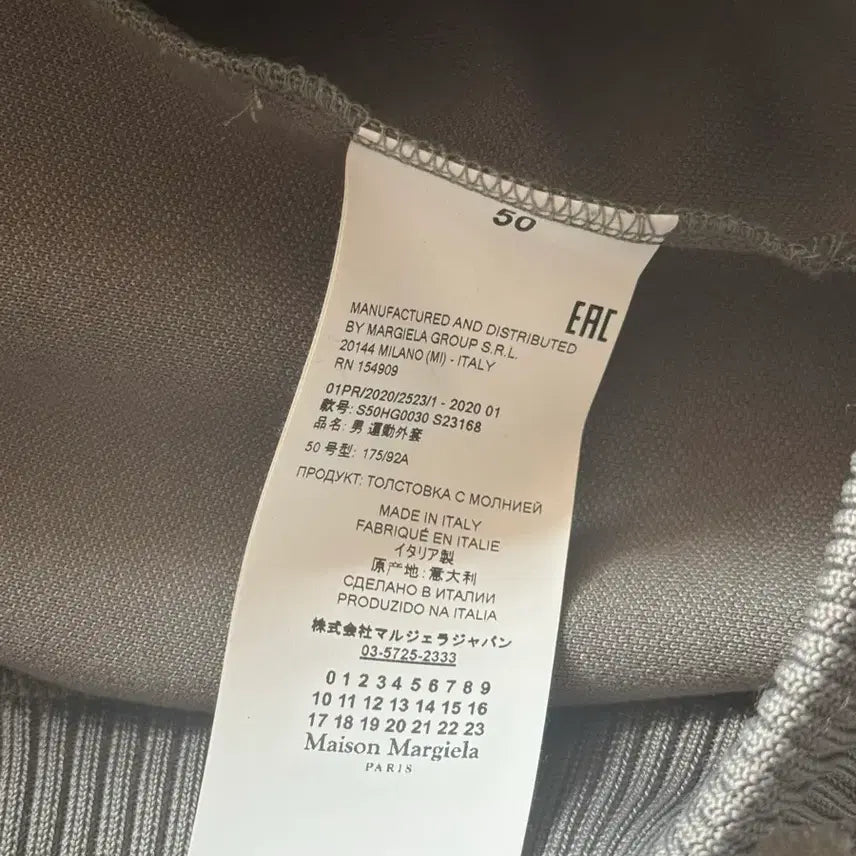 50
EAC
MANUFACTURED AND DISTRIBUTED
BY MARGIELA GROUP S.R.L.
20144 MILANO (MI) - ITALY
RN 154909
01PR/2020/2523/1 - 2020 01
款号: S50HG0030 S23168
品名: 男 運動外套
50 号型: 175/92A
ПРОДУКТ: ТОЛСТОВКА С МОЛНИЕЙ
MADE IN ITALY
FABRIQUÉ EN ITALIE
イタリア製
原产地: 意大利
СДЕЛАНО В ИТАЛИИ
PRODUZIDO NA ITALIA
株式会社マルジェラジャパン
03-5725-2333
0 1 2 3 4 5 6 7 8 9
10 11 12 13 14 15 16
17 18 19 20 21 22 23
Maison Margiela
PARIS